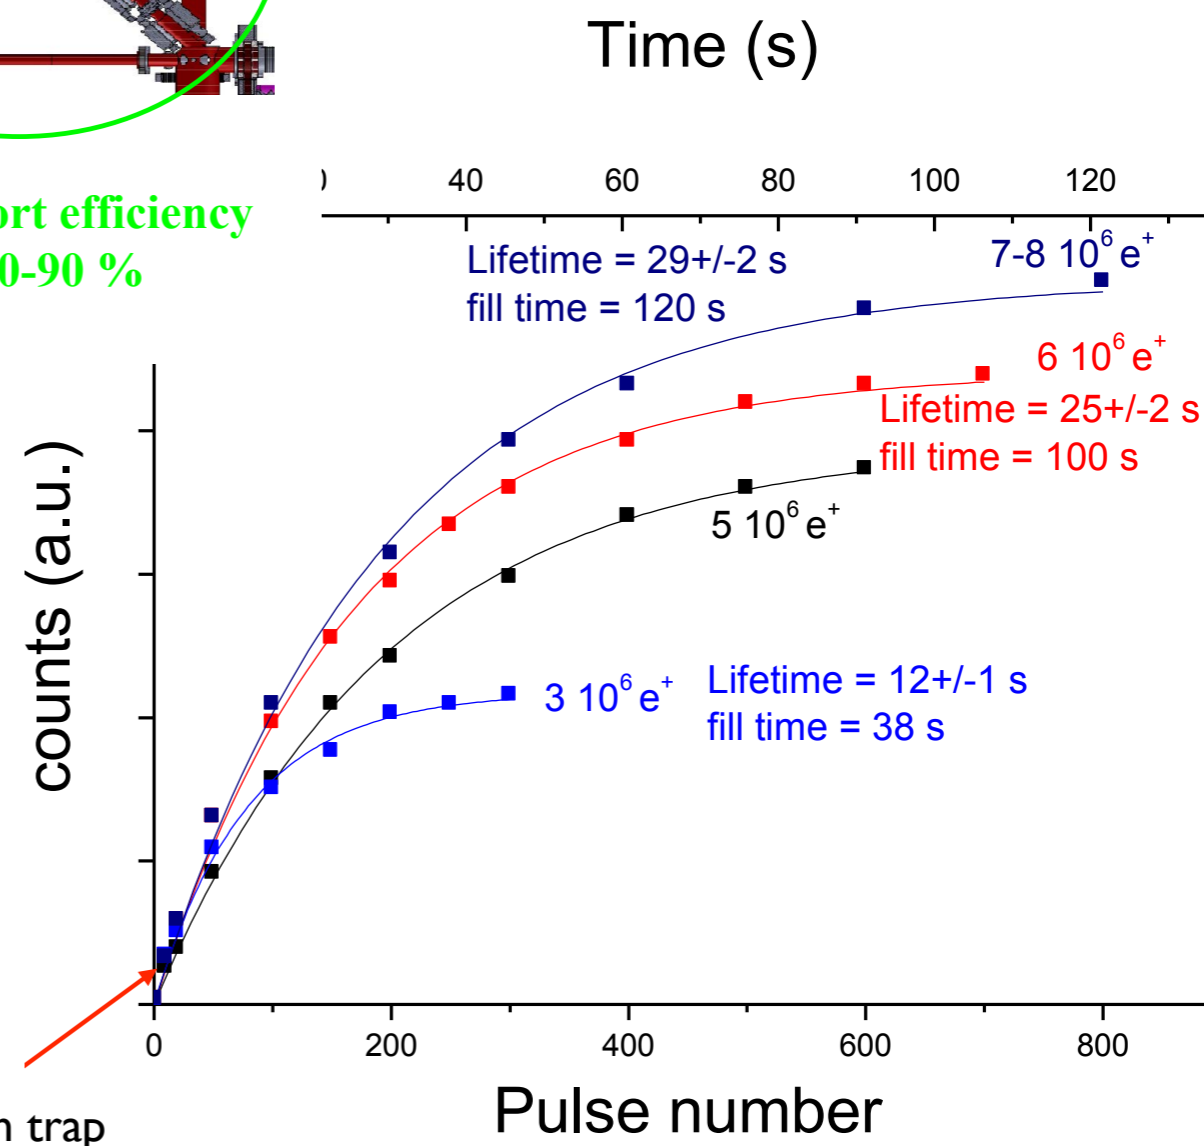 Time (s)
40 60 80 100 120
ort efficiency
0-90 %
Lifetime = 29+/-2 s
fill time = 120 s
7-8 10⁶ e⁺
6 10⁶ e⁺
Lifetime = 25+/-2 s
fill time = 100 s
5 10⁶ e⁺
3 10⁶ e⁺
Lifetime = 12+/-1 s
fill time = 38 s
counts (a.u.)
0 200 400 600 800
Pulse number
n trap